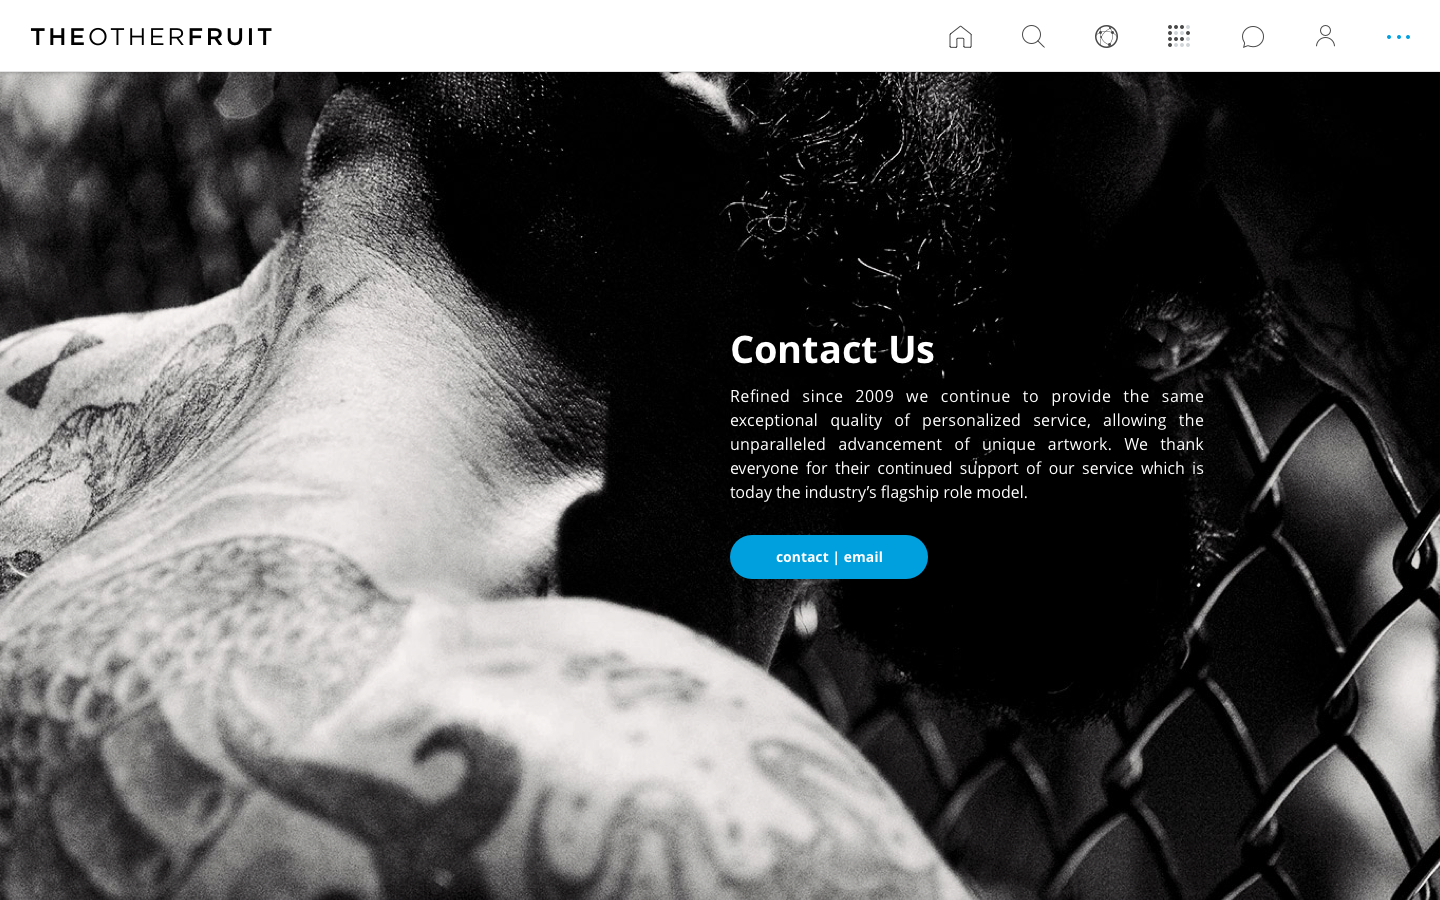 THEOTHERFRUIT
Contact Us
Refined since 2009 we continue to provide the same
exceptional quality of personalized service, allowing the
unparalleled advancement of unique artwork. We thank
everyone for their continued support of our service which is
today the industry’s flagship role model.
contact | email